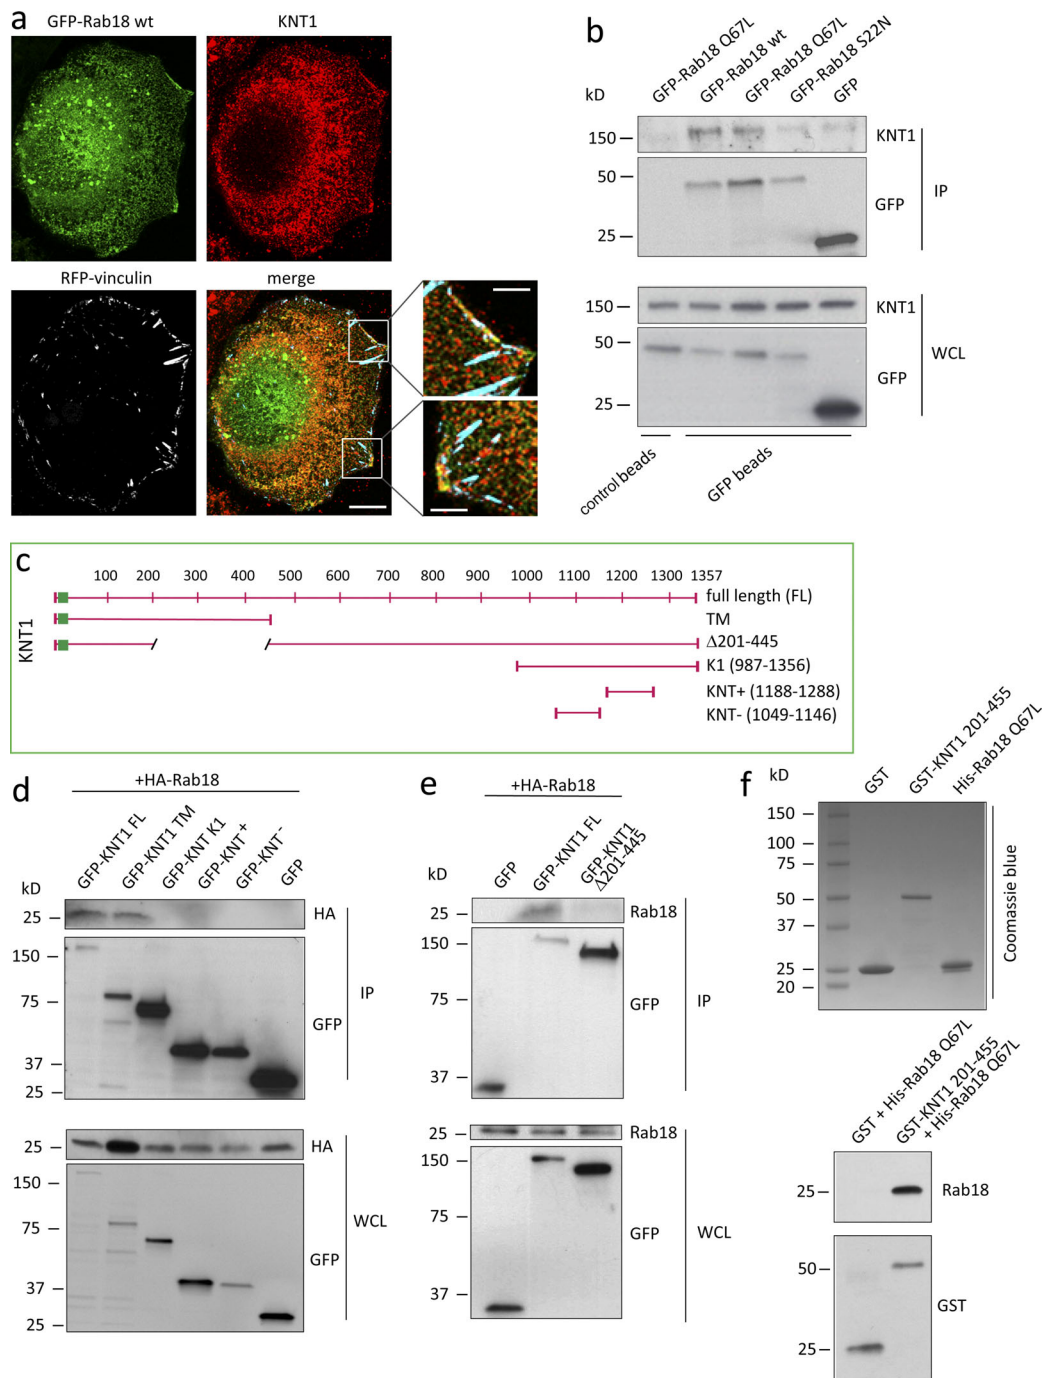 a
GFP-Rab18 wt
KNT1
RFP-vinculin
merge
b
kD
GFP-Rab18 Q67L
GFP-Rab18 wt
GFP-Rab18 Q67L
GFP-Rab18 S22N
GFP
150
KNT1
50
GFP
25
IP
150
KNT1
50
GFP
25
WCL
control beads
GFP beads
c
KNT1
100 200 300 400 500 600 700 800 900 1000 1100 1200 1300 1357
full length (FL)
TM
Δ201-445
K1 (987-1356)
KNT+ (1188-1288)
KNT- (1049-1146)
d
+HA-Rab18
kD
GFP-KNT1 FL
GFP-KNT1 TM
GFP-KNT K1
GFP-KNT +
GFP-KNT -
GFP
25
HA
150
75
37
25
GFP
IP
25
HA
150
75
37
25
GFP
WCL
e
+HA-Rab18
kD
GFP
GFP-KNT1 FL
GFP-KNT1
Δ201-445
25
Rab18
150
75
37
GFP
IP
25
Rab18
150
75
37
GFP
WCL
f
kD
GST
GST-KNT1 201-455
His-Rab18 Q67L
150
100
75
50
37
25
20
Coomassie blue
GST + His-Rab18 Q67L
GST-KNT1 201-455
+ His-Rab18 Q67L
25
Rab18
50
GST
25